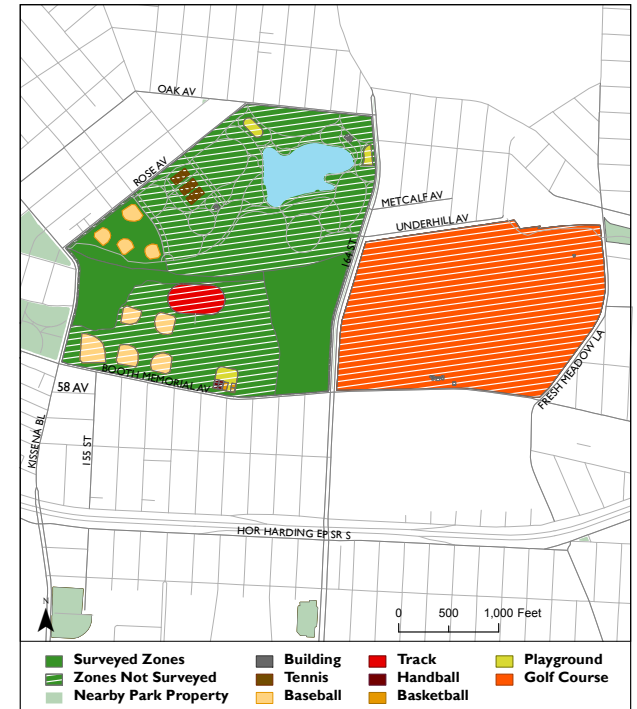 OAK AV
ROSE AV
METCALF AV
UNDERHILL AV
164 ST
FRESH MEADOW LA
BOOTH MEMORIAL AV
58 AV
KISSENA BL
155 ST
HOR HARDING EP SR S
N
0 500 1,000 Feet
Surveyed Zones Building Track Playground
Zones Not Surveyed Tennis Handball Golf Course
Nearby Park Property Baseball Basketball